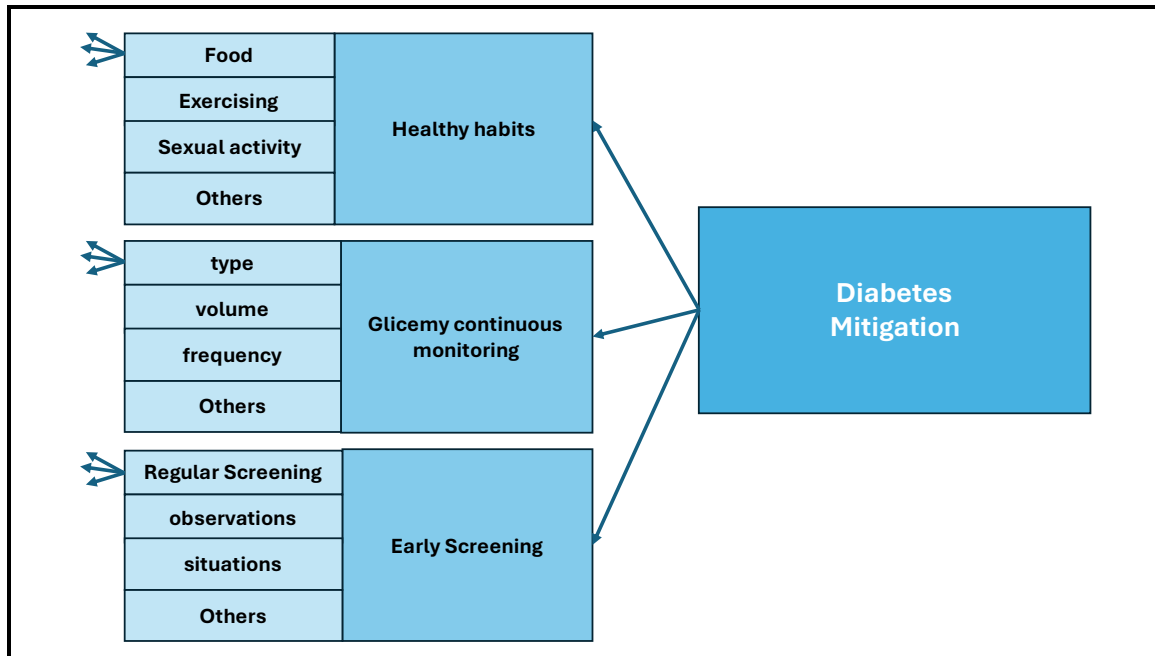 Food
Exercising
Sexual activity
Others
Healthy habits
type
volume
frequency
Others
Glicemy continuous
monitoring
Regular Screening
observations
situations
Others
Early Screening
Diabetes
Mitigation